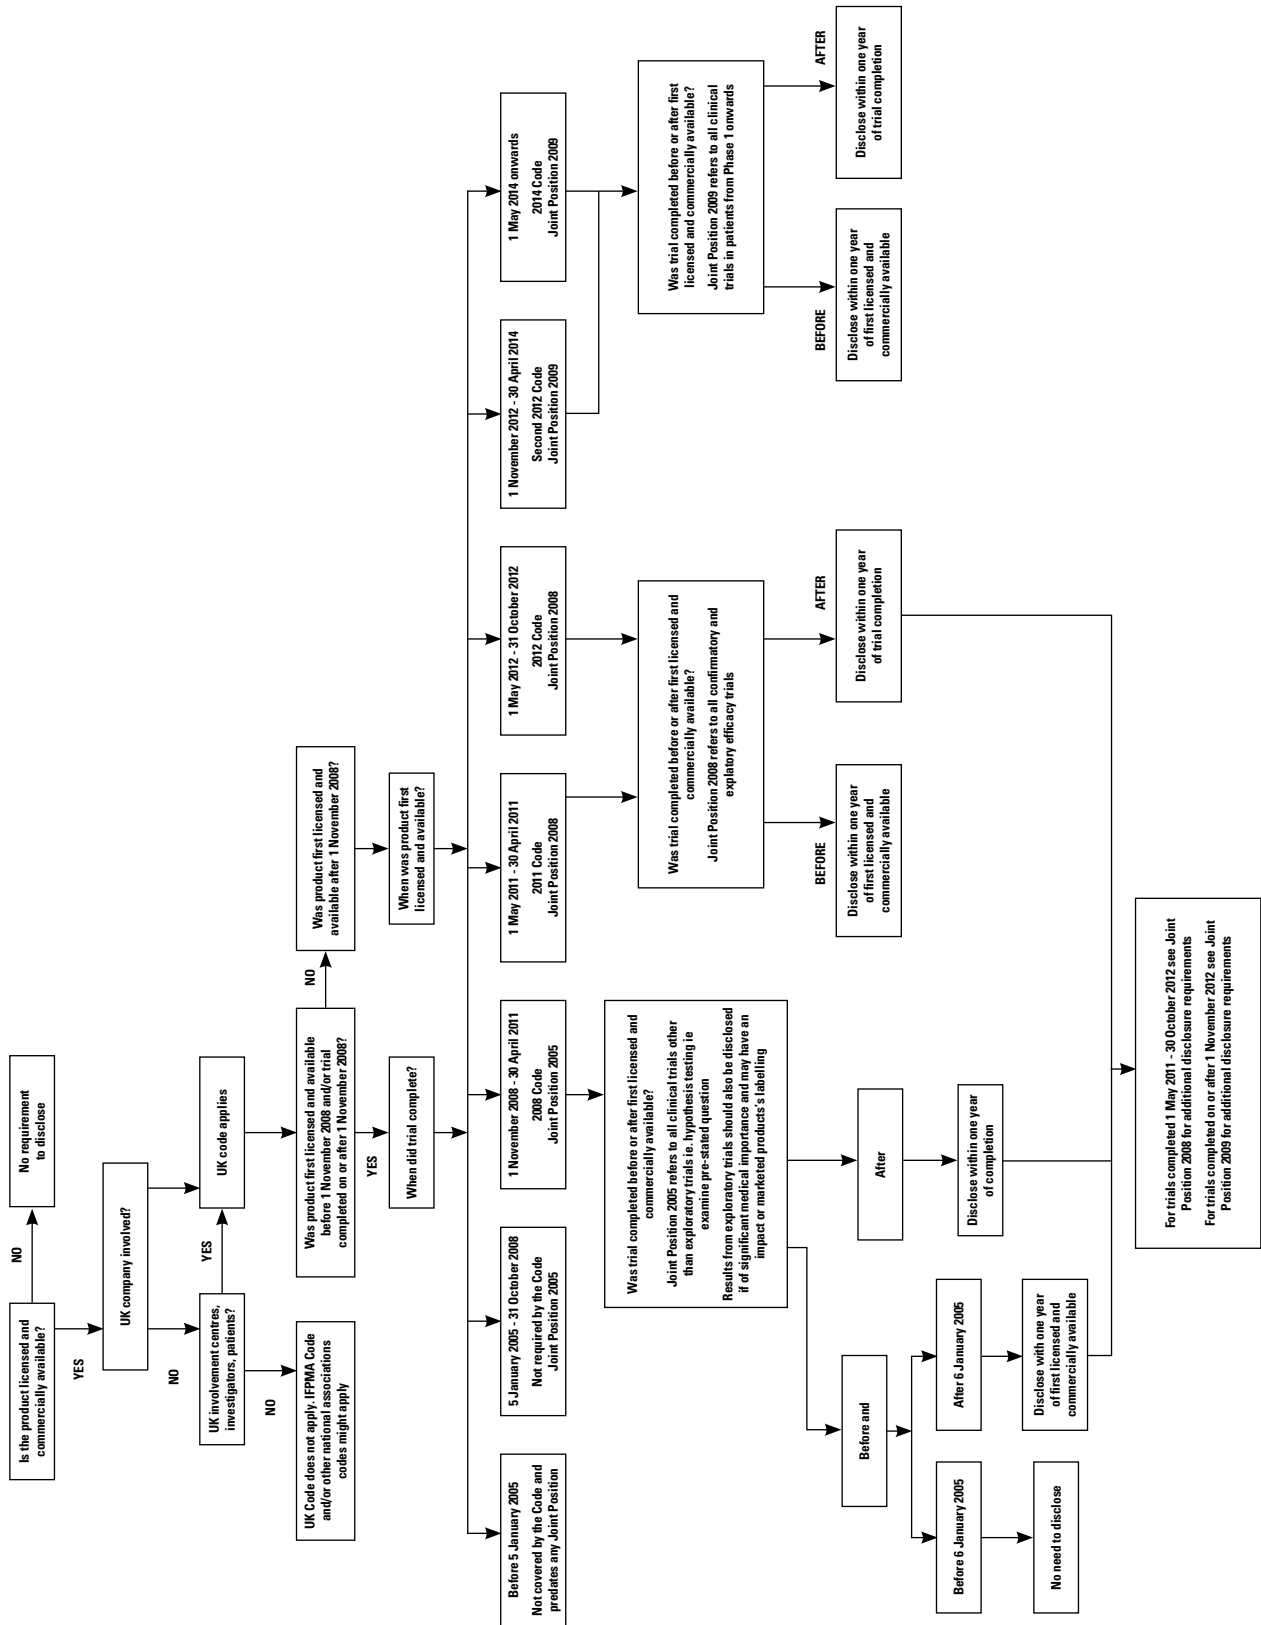 Is the product licensed and
commercially available?
NO
No requirement
to disclose
YES
UK company involved?
NO
UK involvement centres,
investigators, patients?
YES
UK code applies
NO
UK Code does not apply. IFPMA Code
and/or other national associations
codes might apply
Was product first licensed and available
before 1 November 2008 and/or trial
completed on or after 1 November 2008?
NO
Was product first licensed and
available after 1 November 2008?
YES
When did trial complete?
When was product first
licensed and available?
Before 5 January 2005
Not covered by the Code and
predates any Joint Position
5 January 2005 - 31 October 2008
Not required by the Code
Joint Position 2005
1 November 2008 - 30 April 2011
2008 Code
Joint Position 2005
1 May 2011 - 30 April 2011
2011 Code
Joint Position 2008
1 May 2012 - 31 October 2012
2012 Code
Joint Position 2008
1 November 2012 - 30 April 2014
Second 2012 Code
Joint Position 2009
1 May 2014 onwards
2014 Code
Joint Position 2009
Was trial completed before or after first licensed and
commercially available?
Joint Position 2005 refers to all clinical trials other
than exploratory trials ie. hypothesis testing ie
examine pre-stated question
Results from exploratory trials should also be disclosed
if of significant medical importance and may have an
impact or marketed products's labelling
Was trial completed before or after first licensed and
commercially available?
Joint Position 2008 refers to all confirmatory and
explatory efficacy trials
Was trial completed before or after first
licensed and commercially available?
Joint Position 2009 refers to all clinical
trials in patients from Phase 1 onwards
Before and
After
BEFORE
AFTER
BEFORE
AFTER
Disclose within one year
of first licensed and
commercially available
Disclose within one year
of trial completion
Disclose within one year
of first licensed and
commercially available
Disclose within one year
of trial completion
Before 6 January 2005
After 6 January 2005
Disclose within one year
of completion
No need to disclose
Disclose with one year
of first licensed and
commercially available
For trials completed 1 May 2011 - 30 October 2012 see Joint
Position 2008 for additional disclosure requirements
For trials completed on or after 1 November 2012 see Joint
Position 2009 for additional disclosure requirements